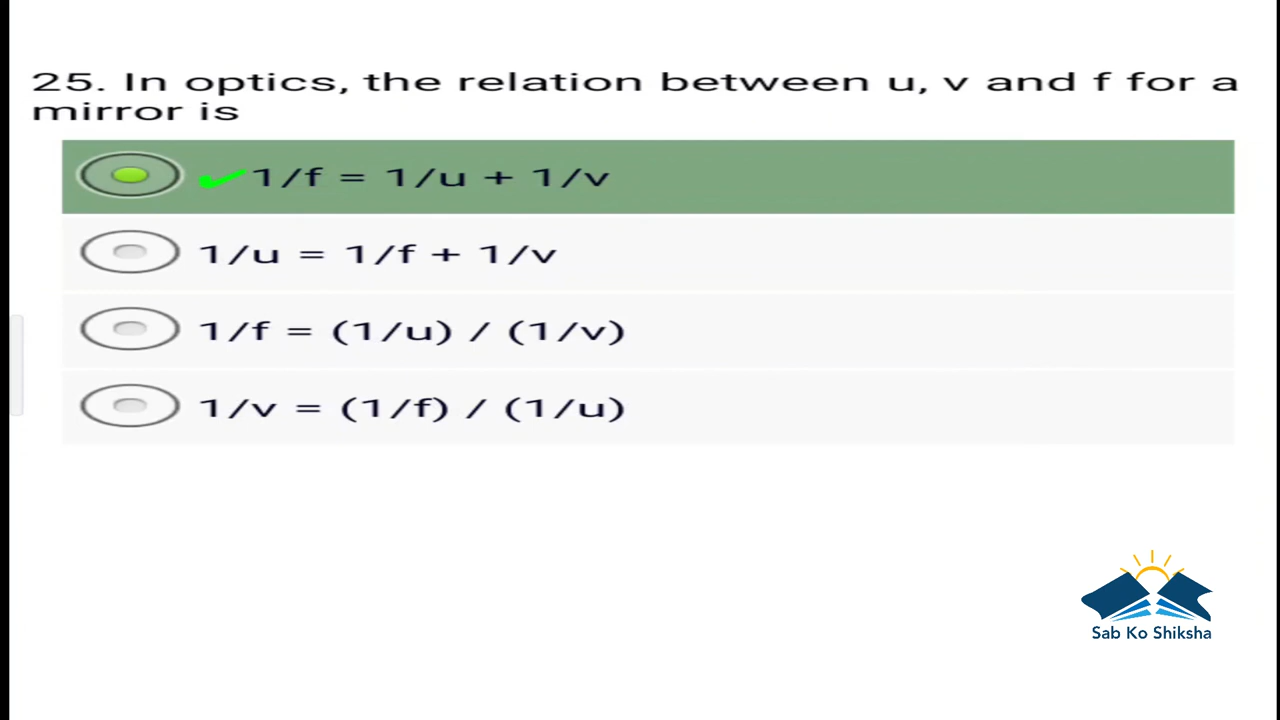 25. In optics, the relation between u, v and f for a
mirror is
✔1/f = 1/u + 1/v
1/u = 1/f + 1/v
1/f = (1/u) / (1/v)
1/v = (1/f) / (1/u)
Sab Ko Shiksha